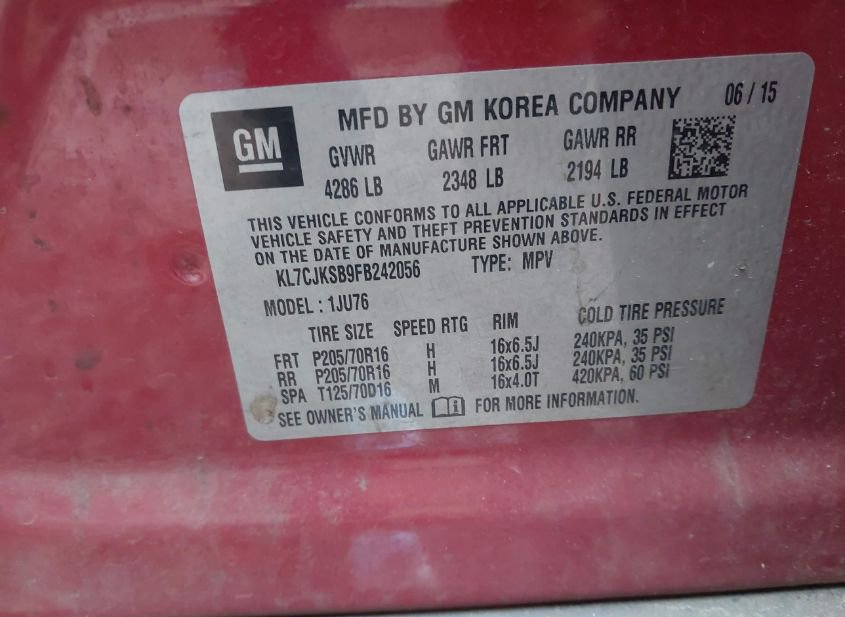 GM
MFD BY GM KOREA COMPANY 06 / 15
GVWR GAWR FRT GAWR RR
4286 LB 2348 LB 2194 LB
THIS VEHICLE CONFORMS TO ALL APPLICABLE U.S. FEDERAL MOTOR
VEHICLE SAFETY AND THEFT PREVENTION STANDARDS IN EFFECT
ON THE DATE OF MANUFACTURE SHOWN ABOVE.
KL7CJKSB9FB242056 TYPE: MPV
MODEL : 1JU76
TIRE SIZE SPEED RTG RIM COLD TIRE PRESSURE
FRT P205/70R16 H 16x6.5J 240KPA, 35 PSI
RR P205/70R16 H 16x6.5J 240KPA, 35 PSI
SPA T125/70D16 M 16x4.0T 420KPA, 60 PSI
SEE OWNER'S MANUAL i FOR MORE INFORMATION.